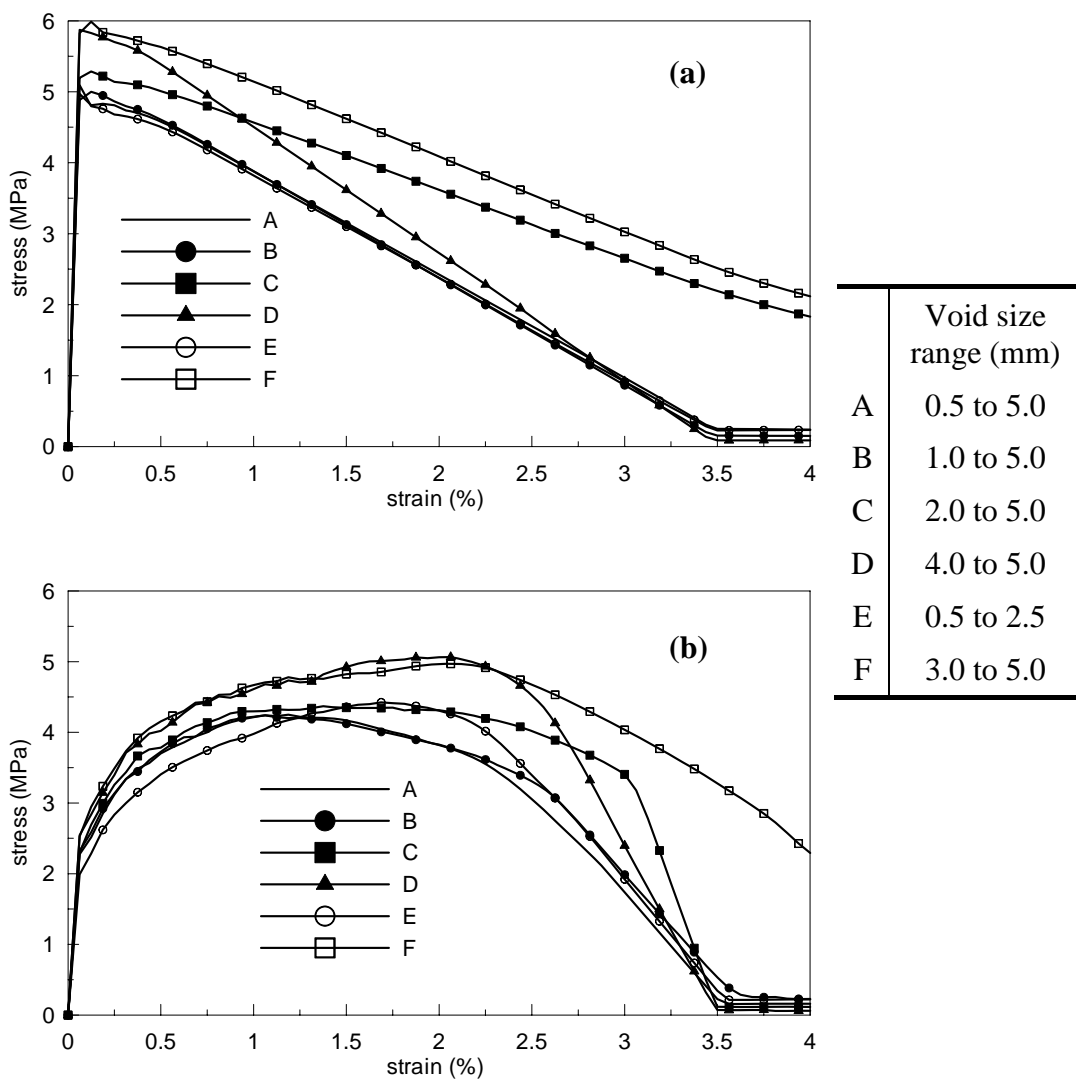 6
5
4
3
2
1
0
stress (MPa)
(a)
A
B
C
D
E
F
0 0.5 1 1.5 2 2.5 3 3.5 4
strain (%)
6
5
4
3
2
1
0
stress (MPa)
(b)
A
B
C
D
E
F
0 0.5 1 1.5 2 2.5 3 3.5 4
strain (%)
Void size
range (mm)
A 0.5 to 5.0
B 1.0 to 5.0
C 2.0 to 5.0
D 4.0 to 5.0
E 0.5 to 2.5
F 3.0 to 5.0